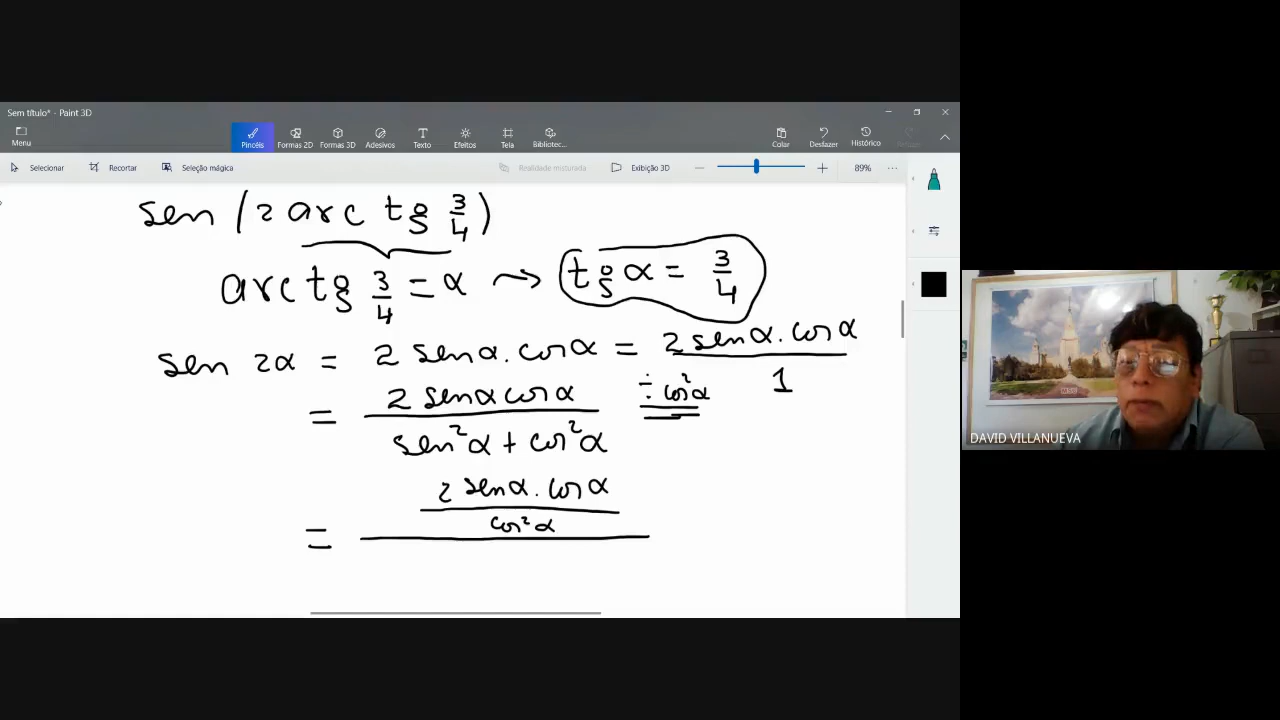 Sem título* - Paint 3D
Menu
Pincéis Formas 2D Formas 3D Adesivos Texto Efeitos Tela Bibliotec... Colar Desfazer Histórico
Selecionar Recortar Seleção mágica Realidade misturada Exibição 3D 89%
sen (2 arc tg 3/4)
arc tg 3/4 = α → tg α = 3/4
sen 2α = 2 senα . cosα = 2 senα . cosα / 1
= 2 senα cosα / sen²α + cos²α ÷ cos²α
= 2 senα . cosα / cos²α
DAVID VILLANUEVA